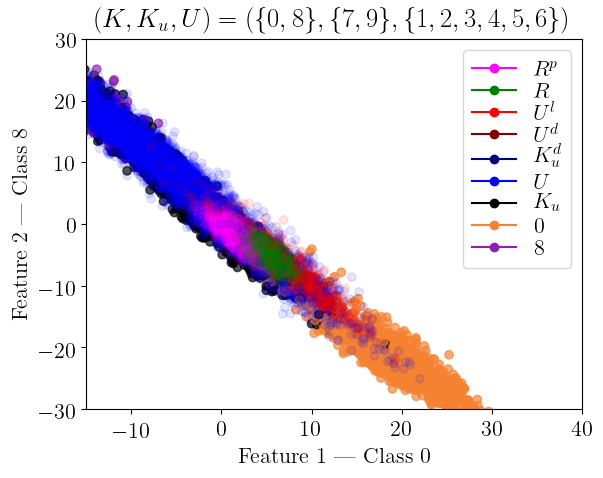 (K, K_u, U) = ({0, 8}, {7, 9}, {1, 2, 3, 4, 5, 6})
30
20
10
0
−10
−20
−30
Feature 2 — Class 8
R^p
R
U^l
U^d
K_u^d
U
K_u
0
8
−10
0
10
20
30
40
Feature 1 — Class 0